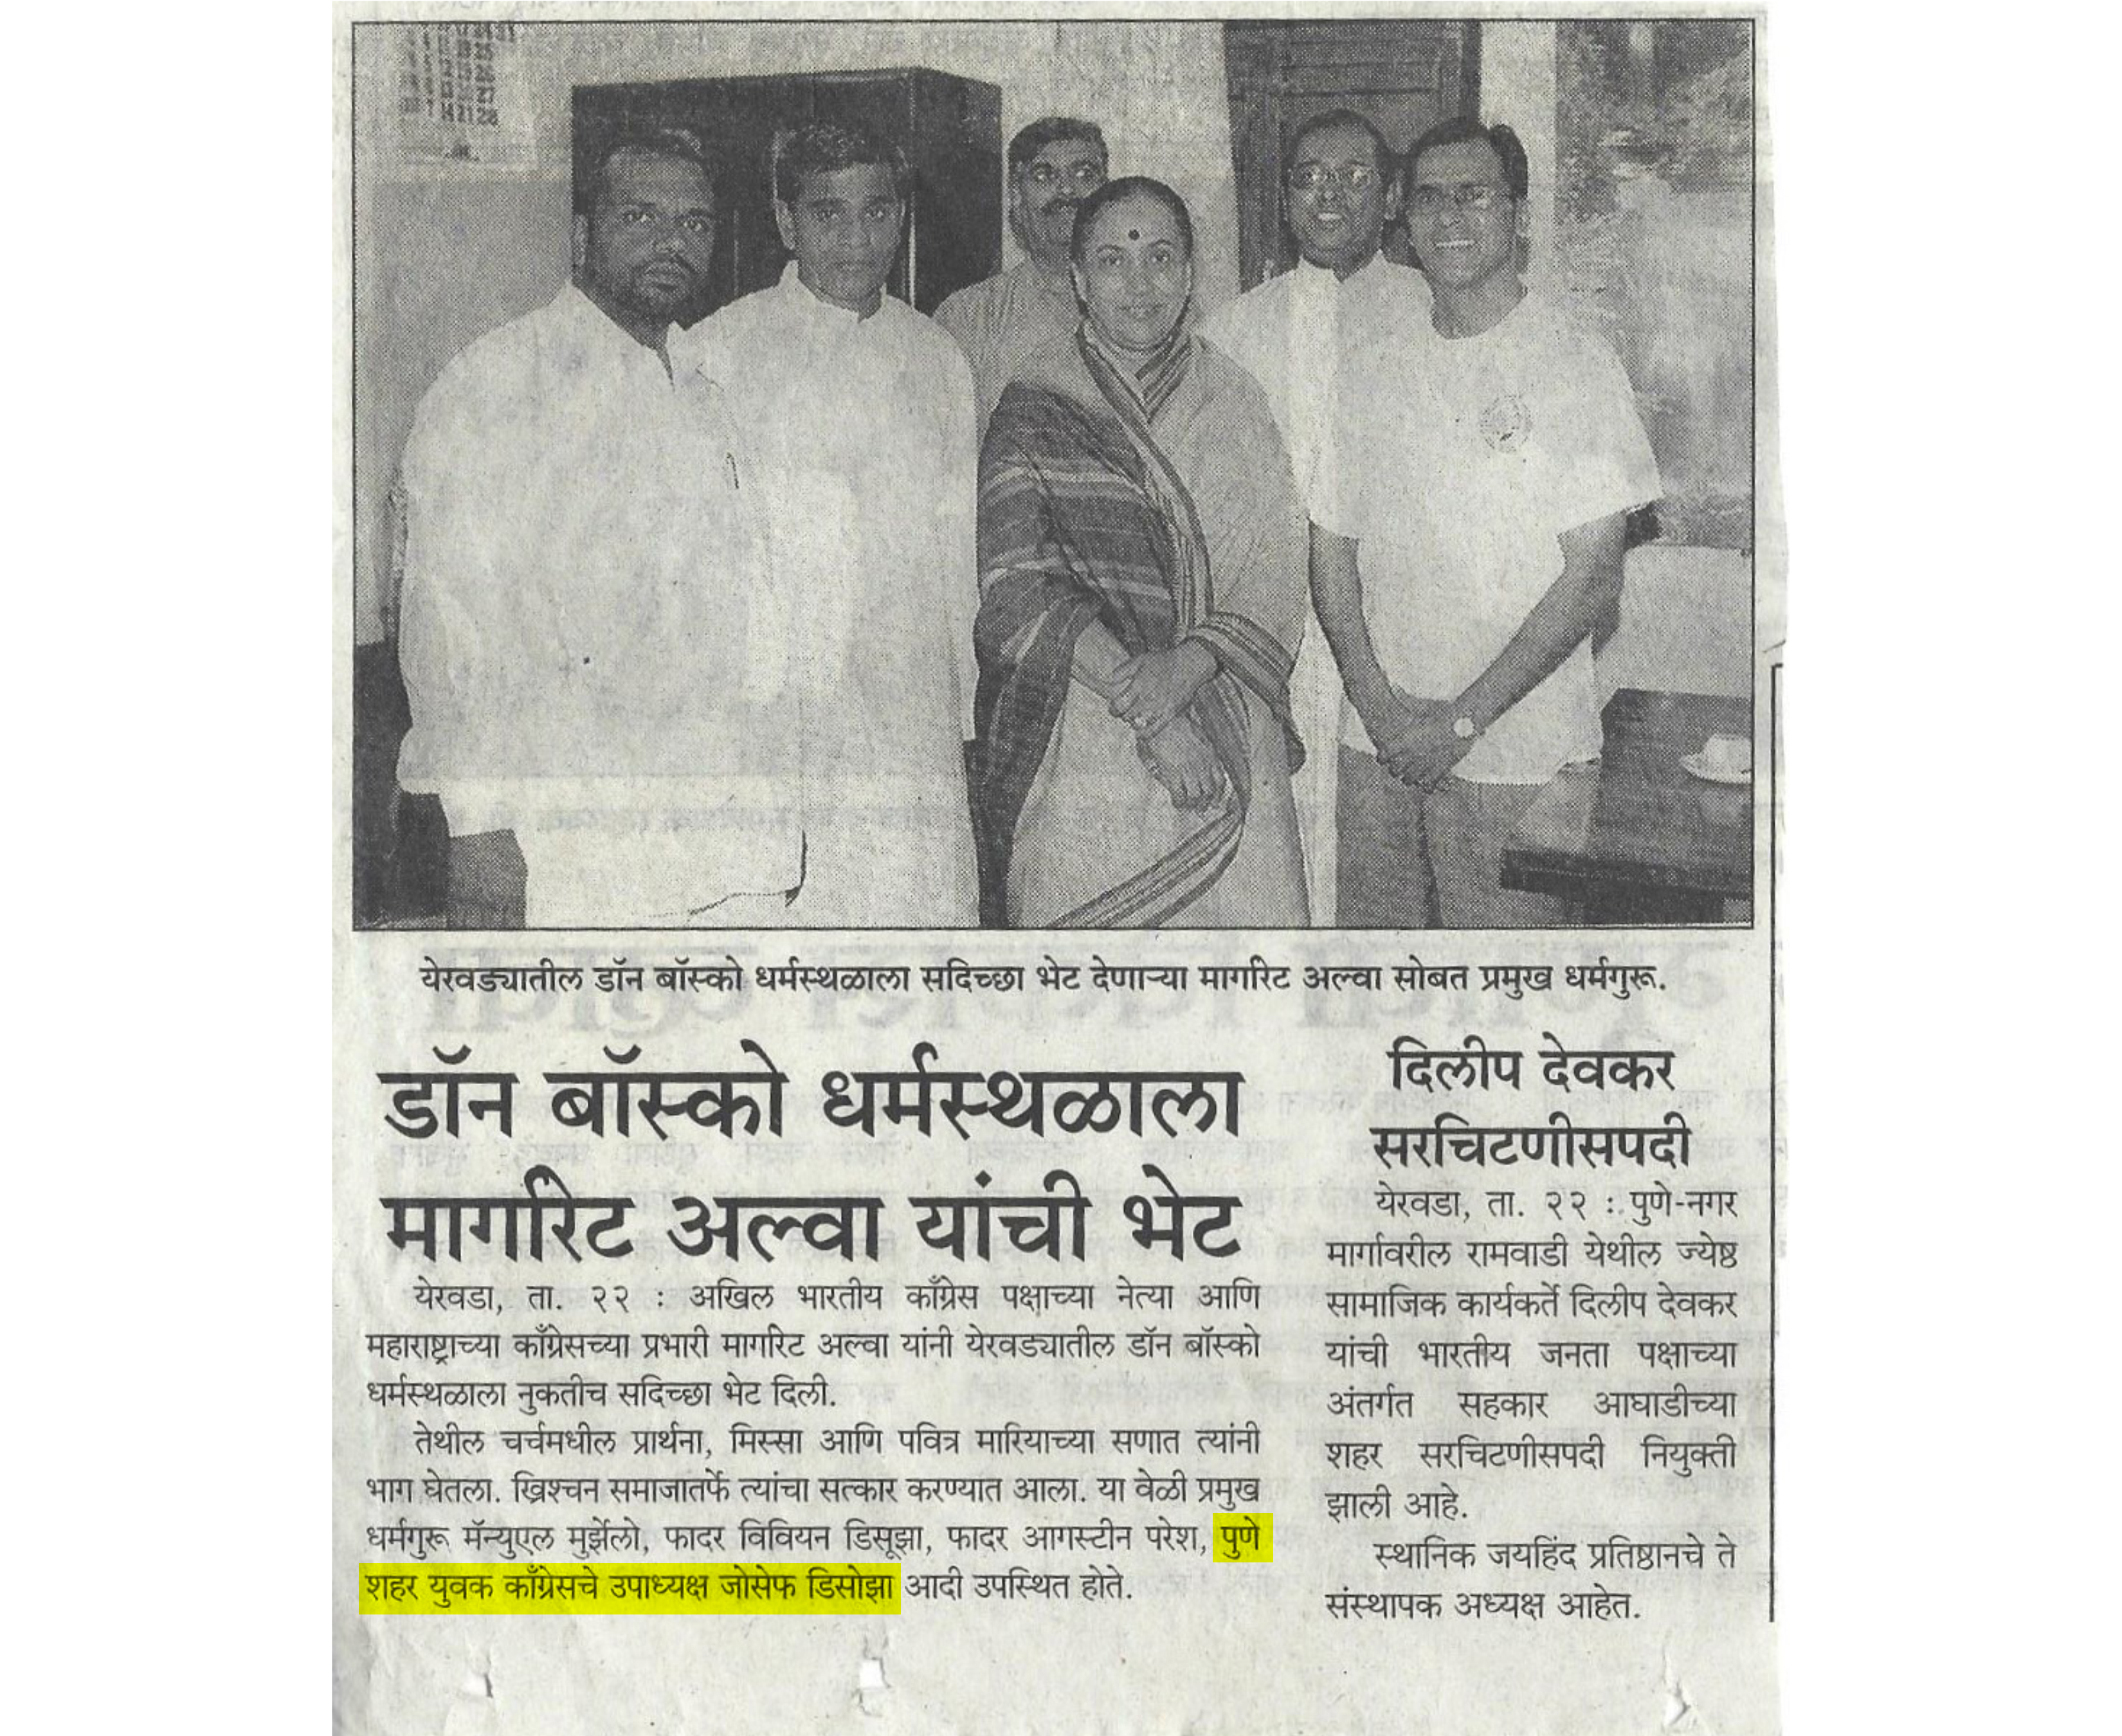 येरवड्यातील डॉन बॉस्को धर्मस्थळाला सदिच्छा भेट देणाऱ्या मार्गारेट अल्वा सोबत प्रमुख धर्मगुरू.
डॉन बॉस्को धर्मस्थळाला
मार्गारेट अल्वा यांची भेट
येरवडा, ता. २२ : अखिल भारतीय काँग्रेस पक्षाच्या नेत्या आणि
महाराष्ट्राच्या काँग्रेसच्या प्रभारी मार्गारेट अल्वा यांनी येरवड्यातील डॉन बॉस्को
धर्मस्थळाला नुकतीच सदिच्छा भेट दिली.
तेथील चर्चमधील प्रार्थना, मिस्सा आणि पवित्र मारियाच्या सणात त्यांनी
भाग घेतला. ख्रिश्चन समाजातर्फे त्यांचा सत्कार करण्यात आला. या वेळी प्रमुख
धर्मगुरू मॅन्युएल मुर्झेलो, फादर विवियन डिसूझा, फादर आगस्टीन परेश, पुणे
शहर युवक काँग्रेसचे उपाध्यक्ष जोसेफ डिसोझा आदी उपस्थित होते.
दिलीप देवकर
सरचिटणीसपदी
येरवडा, ता. २२ : पुणे-नगर
मार्गावरील रामवाडी येथील ज्येष्ठ
सामाजिक कार्यकर्ते दिलीप देवकर
यांची भारतीय जनता पक्षाच्या
अंतर्गत सहकार आघाडीच्या
शहर सरचिटणीसपदी नियुक्ती
झाली आहे.
स्थानिक जयहिंद प्रतिष्ठानचे ते
संस्थापक अध्यक्ष आहेत.